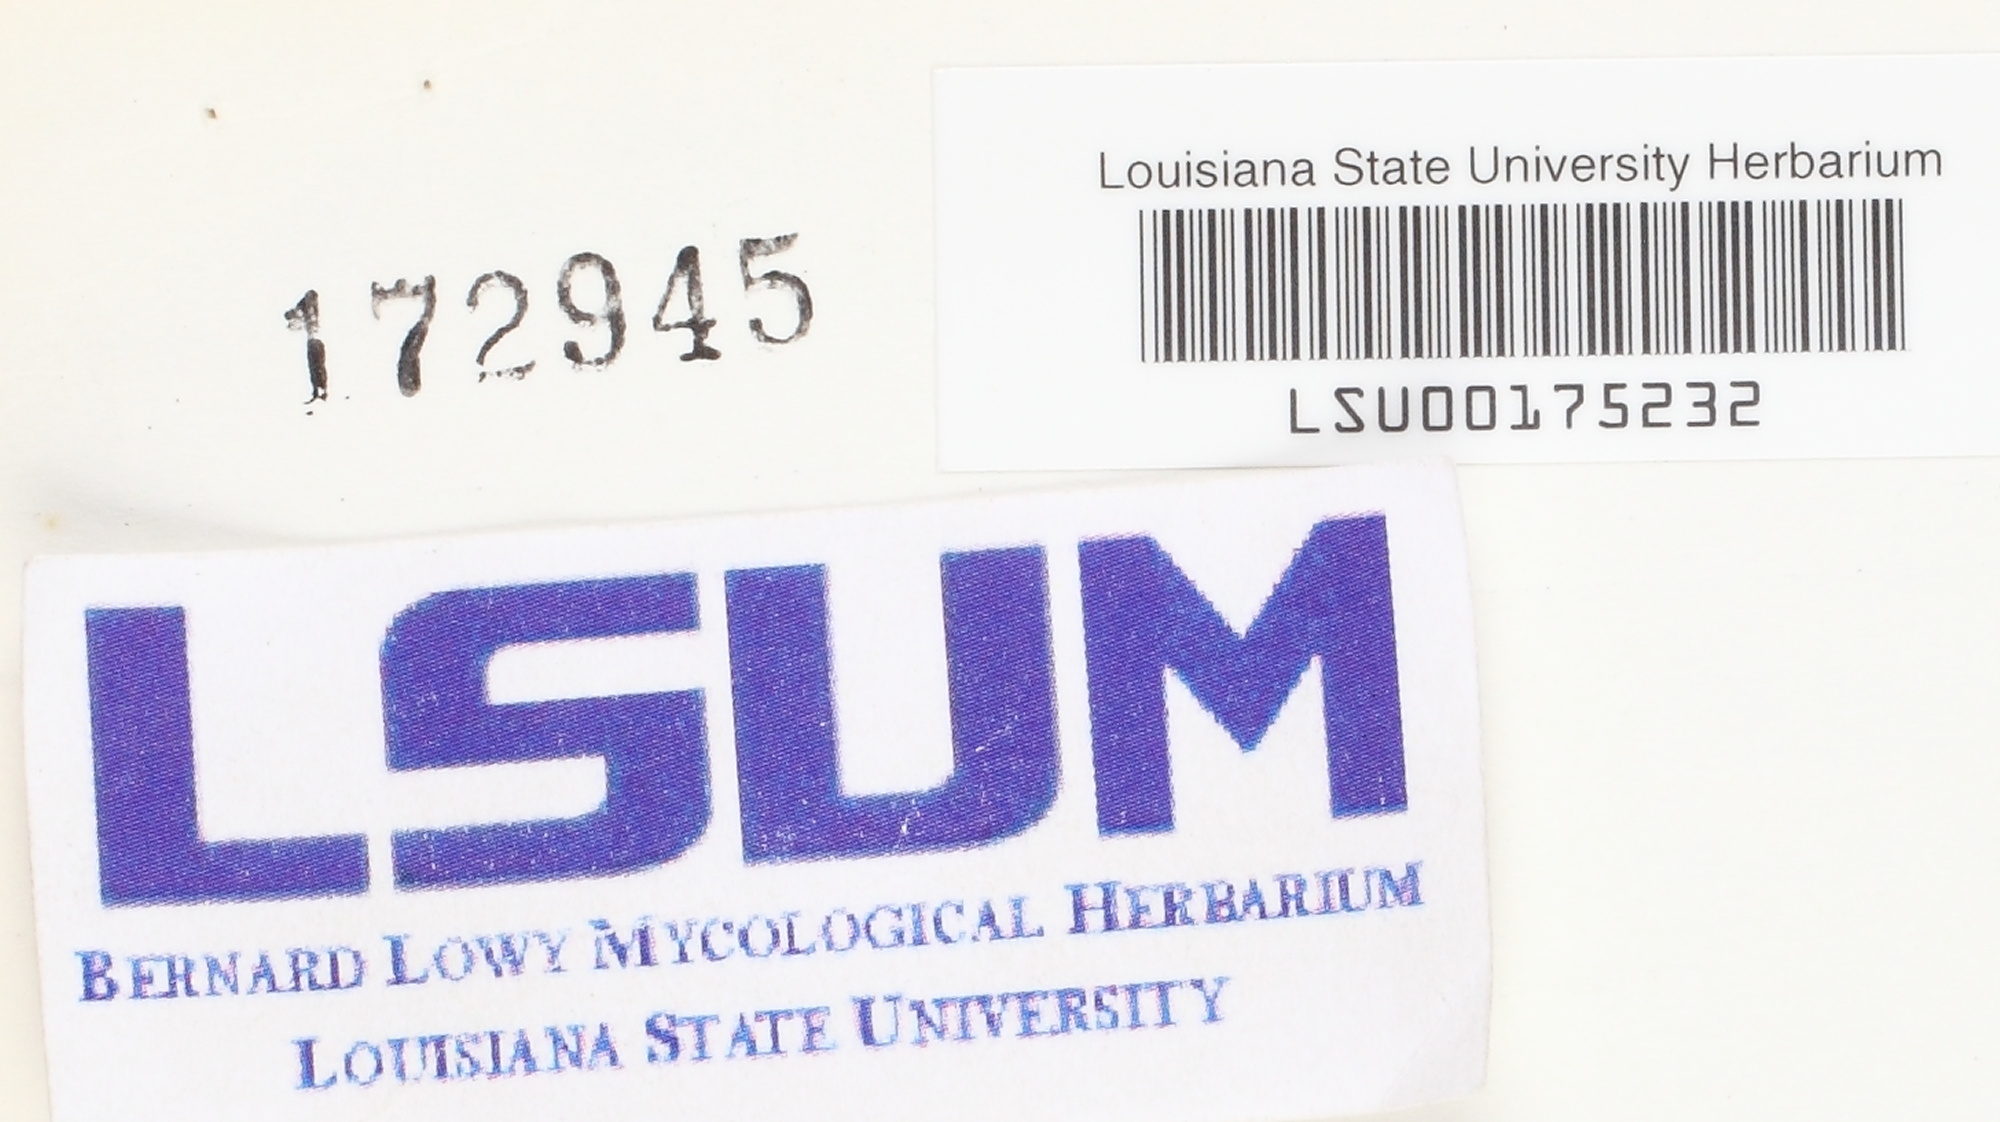 172945
Louisiana State University Herbarium
LSU00175232
LSUM
BERNARD LOWY MYCOLOGICAL HERBARIUM
LOUISIANA STATE UNIVERSITY